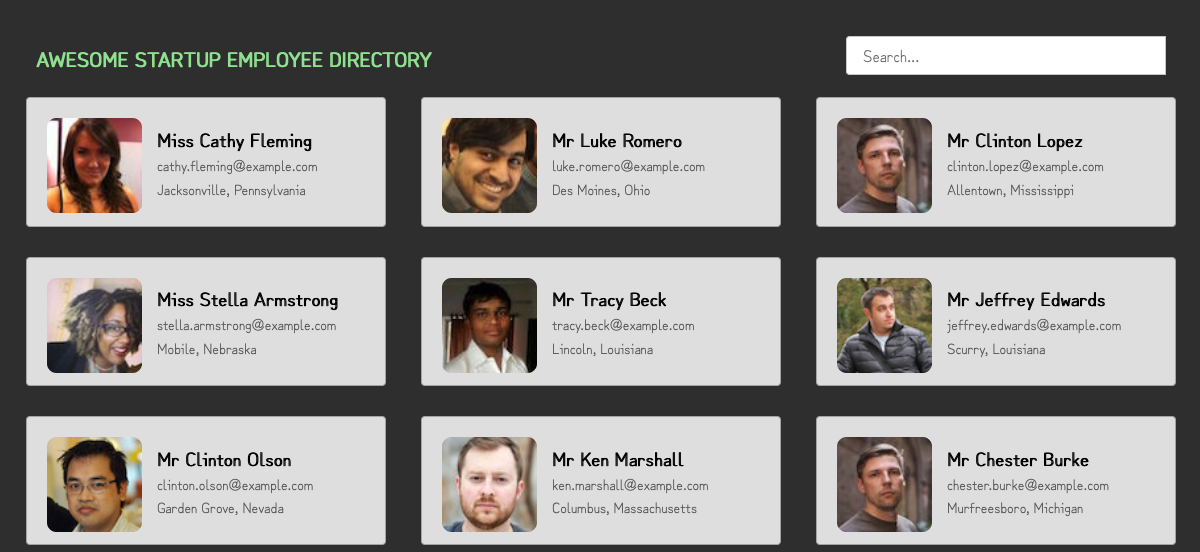 AWESOME STARTUP EMPLOYEE DIRECTORY
Search...
Miss Cathy Fleming
cathy.fleming@example.com
Jacksonville, Pennsylvania
Mr Luke Romero
luke.romero@example.com
Des Moines, Ohio
Mr Clinton Lopez
clinton.lopez@example.com
Allentown, Mississippi
Miss Stella Armstrong
stella.armstrong@example.com
Mobile, Nebraska
Mr Tracy Beck
tracy.beck@example.com
Lincoln, Louisiana
Mr Jeffrey Edwards
jeffrey.edwards@example.com
Scurry, Louisiana
Mr Clinton Olson
clinton.olson@example.com
Garden Grove, Nevada
Mr Ken Marshall
ken.marshall@example.com
Columbus, Massachusetts
Mr Chester Burke
chester.burke@example.com
Murfreesboro, Michigan